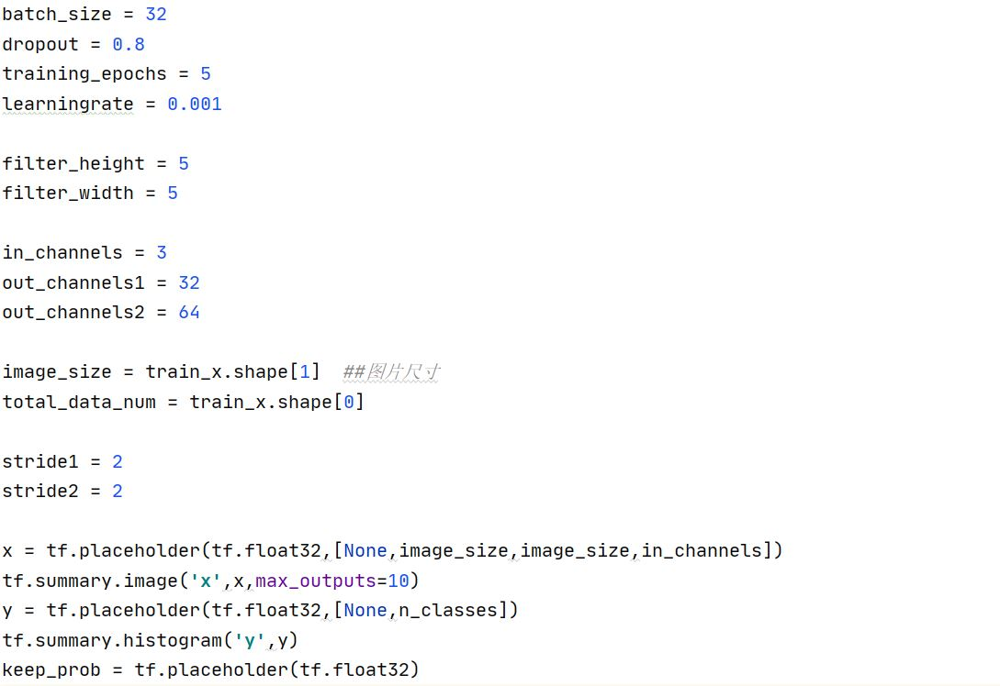 batch_size = 32
dropout = 0.8
training_epochs = 5
learningrate = 0.001
filter_height = 5
filter_width = 5
in_channels = 3
out_channels1 = 32
out_channels2 = 64
image_size = train_x.shape[1]  ##图片尺寸
total_data_num = train_x.shape[0]
stride1 = 2
stride2 = 2
x = tf.placeholder(tf.float32,[None,image_size,image_size,in_channels])
tf.summary.image('x',x,max_outputs=10)
y = tf.placeholder(tf.float32,[None,n_classes])
tf.summary.histogram('y',y)
keep_prob = tf.placeholder(tf.float32)